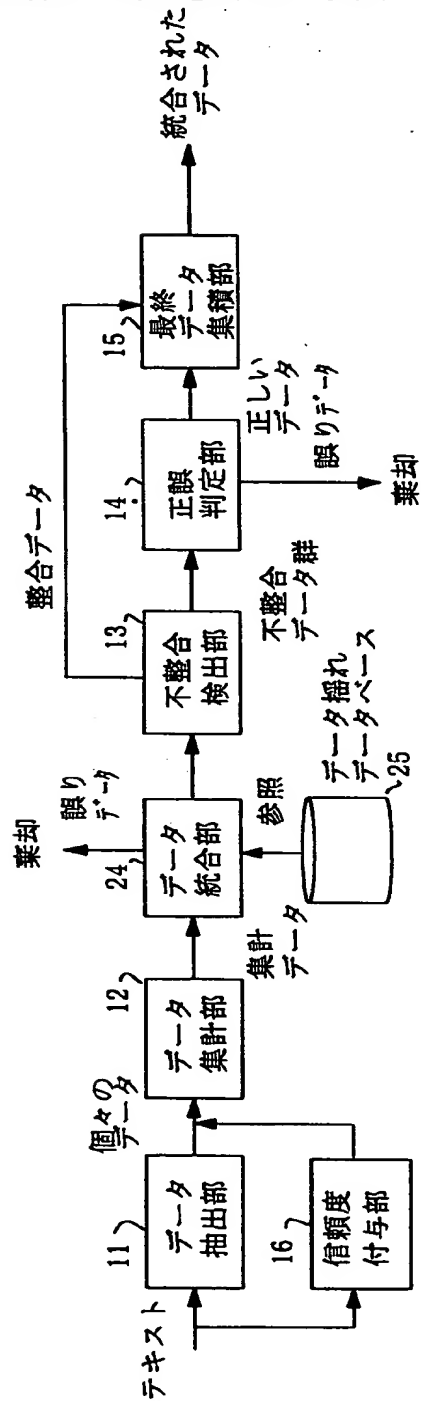 テキスト
11
データ
抽出部
16
信頼度
付与部
個々の
データ
12
データ
集計部
集計
データ
棄却
誤り
データ
24
データ
統合部
参照
データ揺れ
データベース
25
整合データ
13
不整合
検出部
不整合
データ群
14
正誤
判定部
正しい
データ
誤りデータ
棄却
15
最終
データ
集積部
統合された
データ